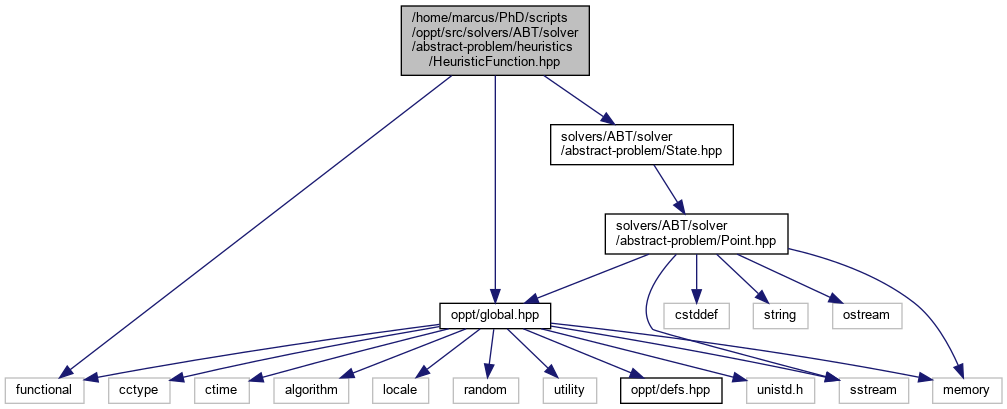 /home/marcus/PhD/scripts
/oppt/src/solvers/ABT/solver
/abstract-problem/heuristics
/HeuristicFunction.hpp
solvers/ABT/solver
/abstract-problem/State.hpp
solvers/ABT/solver
/abstract-problem/Point.hpp
oppt/global.hpp
cstddef
string
ostream
functional
cctype
ctime
algorithm
locale
random
utility
oppt/defs.hpp
unistd.h
sstream
memory